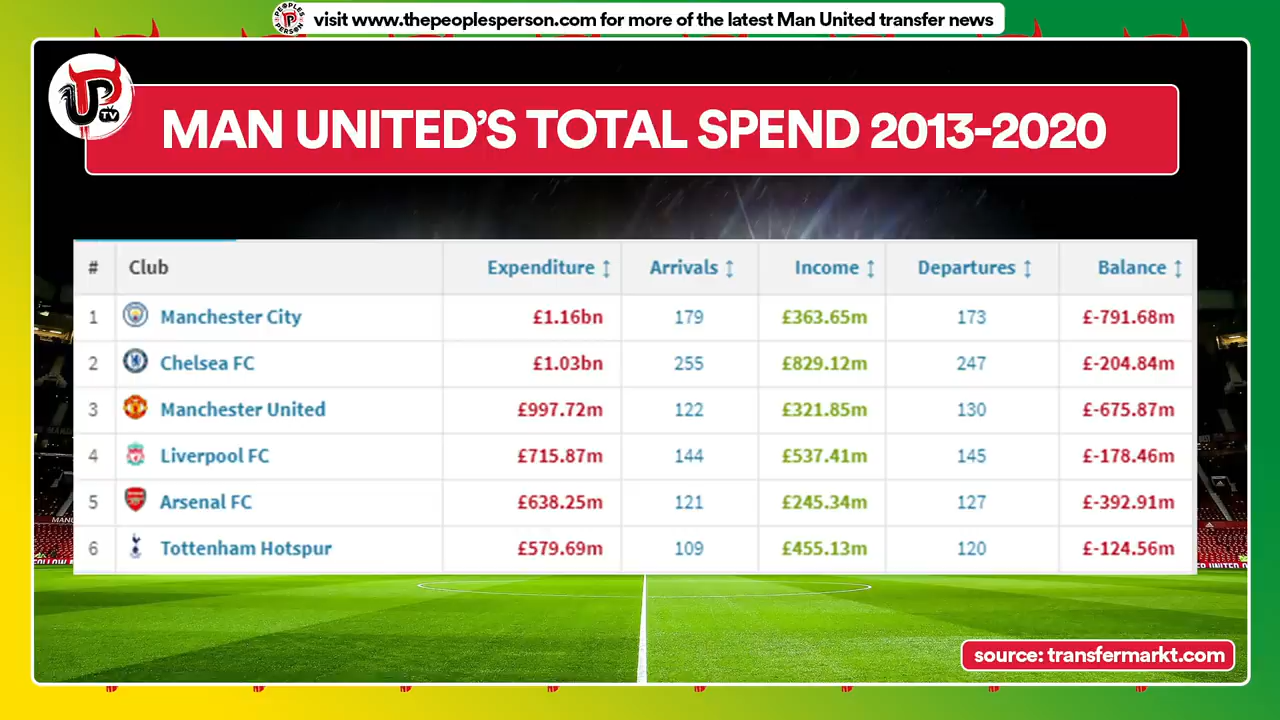 PEOPLES PERSON
visit www.thepeoplesperson.com for more of the latest Man United transfer news
UP TV
MAN UNITED'S TOTAL SPEND 2013-2020
# Club Expenditure Arrivals Income Departures Balance
1 Manchester City £1.16bn 179 £363.65m 173 £-791.68m
2 Chelsea FC £1.03bn 255 £829.12m 247 £-204.84m
3 Manchester United £997.72m 122 £321.85m 130 £-675.87m
4 Liverpool FC £715.87m 144 £537.41m 145 £-178.46m
5 Arsenal FC £638.25m 121 £245.34m 127 £-392.91m
6 Tottenham Hotspur £579.69m 109 £455.13m 120 £-124.56m
source: transfermarkt.com